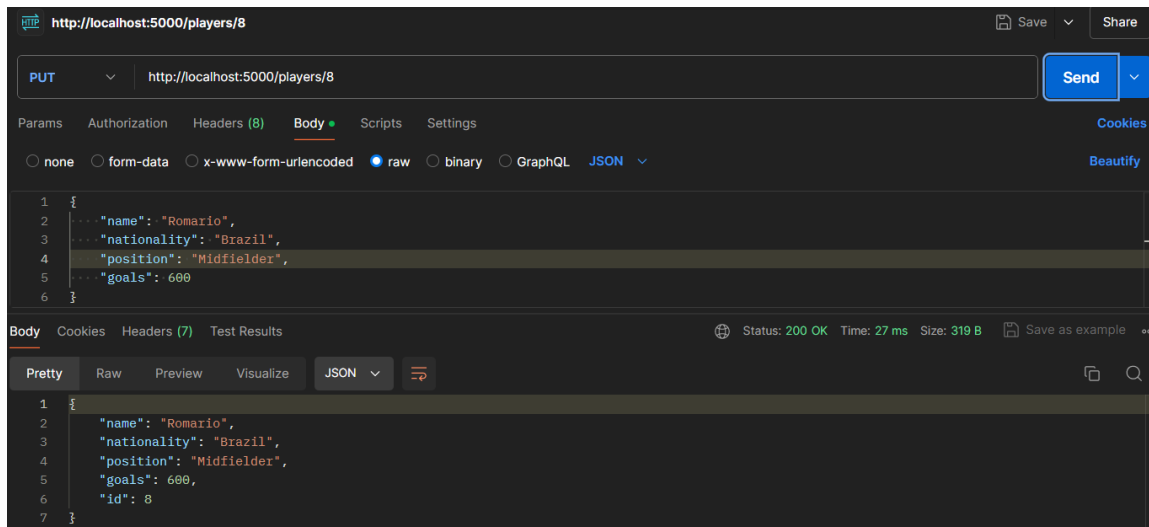 HTTP http://localhost:5000/players/8 Save Share
PUT http://localhost:5000/players/8 Send
Params Authorization Headers (8) Body Scripts Settings Cookies
none form-data x-www-form-urlencoded raw binary GraphQL JSON Beautify
1 {
2 ····"name":·"Romario",
3 ····"nationality":·"Brazil",
4 ····"position":·"Midfielder",
5 ····"goals":·600
6 }
Body Cookies Headers (7) Test Results Status: 200 OK Time: 27 ms Size: 319 B Save as example
Pretty Raw Preview Visualize JSON
1 {
2 "name": "Romario",
3 "nationality": "Brazil",
4 "position": "Midfielder",
5 "goals": 600,
6 "id": 8
7 }